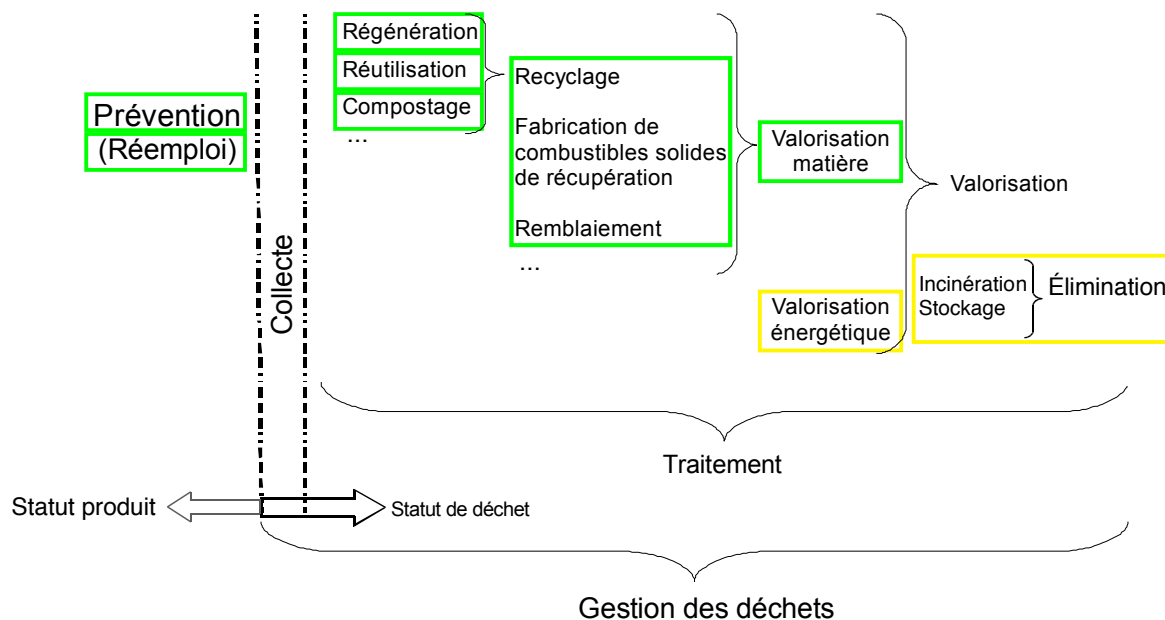 Régénération
Réutilisation
Compostage
...
Prévention
(Réemploi)
Collecte
Recyclage
Fabrication de
combustibles solides
de récupération
Remblaiement
...
Valorisation
matière
Valorisation
Valorisation
énergétique
Incinération
Stockage
Élimination
Traitement
Statut produit
Statut de déchet
Gestion des déchets